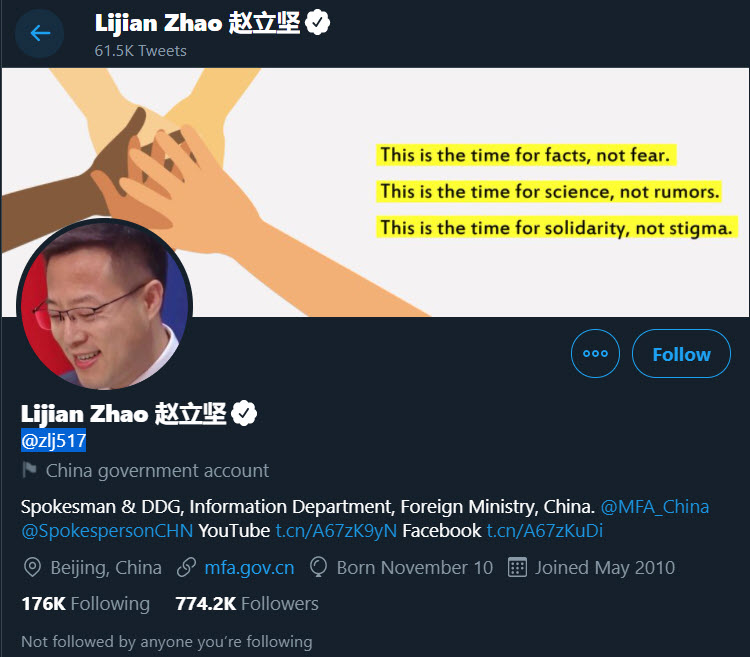 Lijian Zhao 赵立坚
61.5K Tweets
This is the time for facts, not fear.
This is the time for science, not rumors.
This is the time for solidarity, not stigma.
Follow
Lijian Zhao 赵立坚
@zlj517
China government account
Spokesman & DDG, Information Department, Foreign Ministry, China. @MFA_China
@SpokespersonCHN YouTube t.cn/A67zK9yN Facebook t.cn/A67zKuDi
Beijing, China mfa.gov.cn Born November 10 Joined May 2010
176K Following 774.2K Followers
Not followed by anyone you’re following